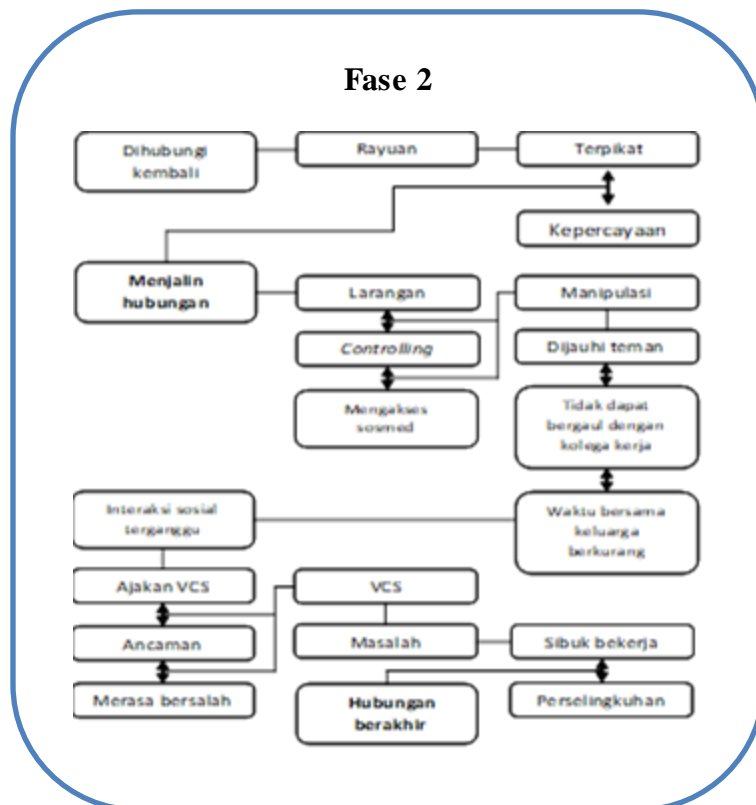 Fase 2
Dihubungi
kembali
Rayuan
Terpikat
Kepercayaan
Menjalin
hubungan
Larangan
Manipulasi
Controlling
Dijauhi teman
Mengakses
sosmed
Tidak dapat
bergaul dengan
kolega kerja
Interaksi sosial
terganggu
Waktu bersama
keluarga
berkurang
Ajakan VCS
VCS
Ancaman
Masalah
Sibuk bekerja
Merasa bersalah
Hubungan
berakhir
Perselingkuhan